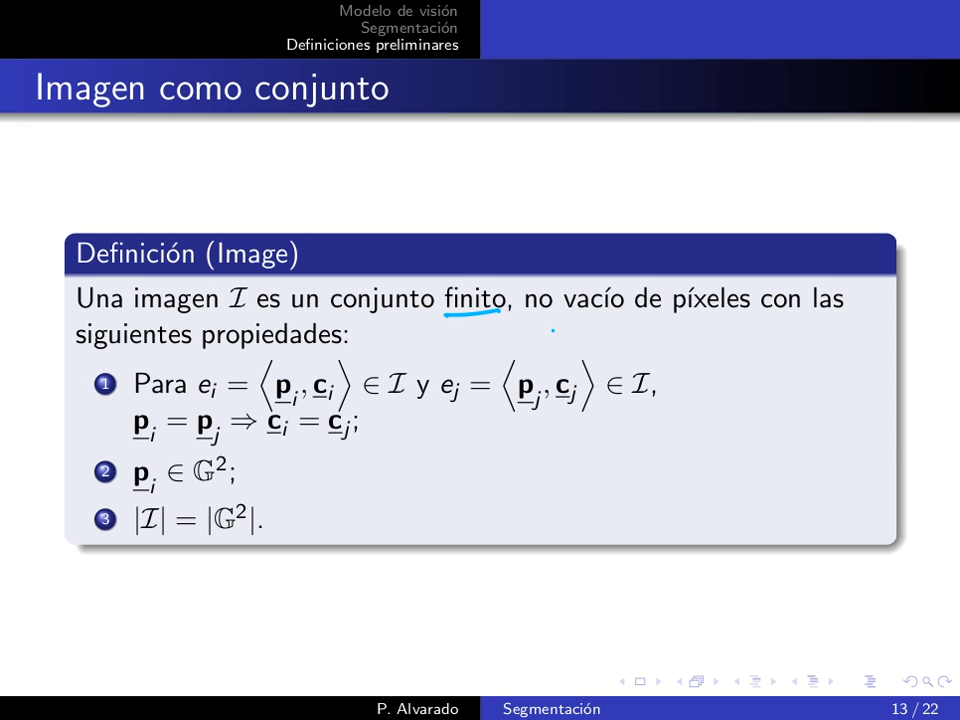 Modelo de visión
Segmentación
Definiciones preliminares
Imagen como conjunto
Definición (Image)
Una imagen ℐ es un conjunto finito, no vacío de píxeles con las
siguientes propiedades:
1 Para e_i = ⟨p_i, c_i⟩ ∈ ℐ y e_j = ⟨p_j, c_j⟩ ∈ ℐ,
p_i = p_j ⇒ c_i = c_j;
2 p_i ∈ 𝔾²;
3 |ℐ| = |𝔾²|.
P. Alvarado Segmentación 13 / 22